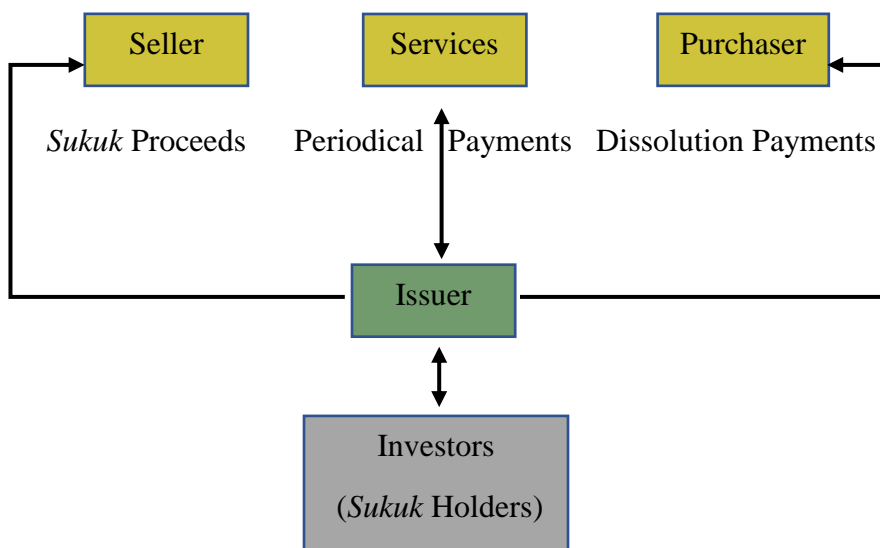 Seller
Services
Purchaser
Sukuk Proceeds
Periodical Payments
Dissolution Payments
Issuer
Investors
(Sukuk Holders)